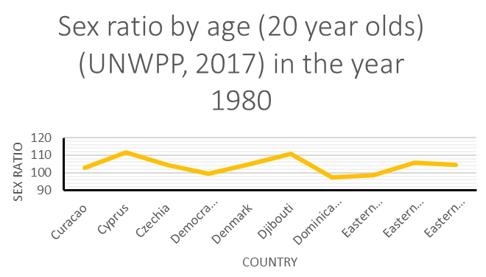 Sex ratio by age (20 year olds)
(UNWPP, 2017) in the year
1980
SEX RATIO
120
110
100
90
Curacao
Cyprus
Czechia
Democra...
Denmark
Djibouti
Dominica...
Eastern...
Eastern...
Eastern...
COUNTRY